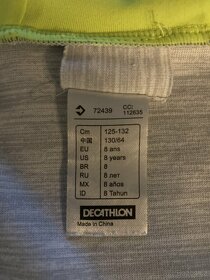 72439 CC: 112635
Cm 125-132
中国 130/64
EU 8 ans
US 8 years
BR 8
RU 8 лет
MX 8 años
ID 8 Tahun
DECATHLON
Made in China